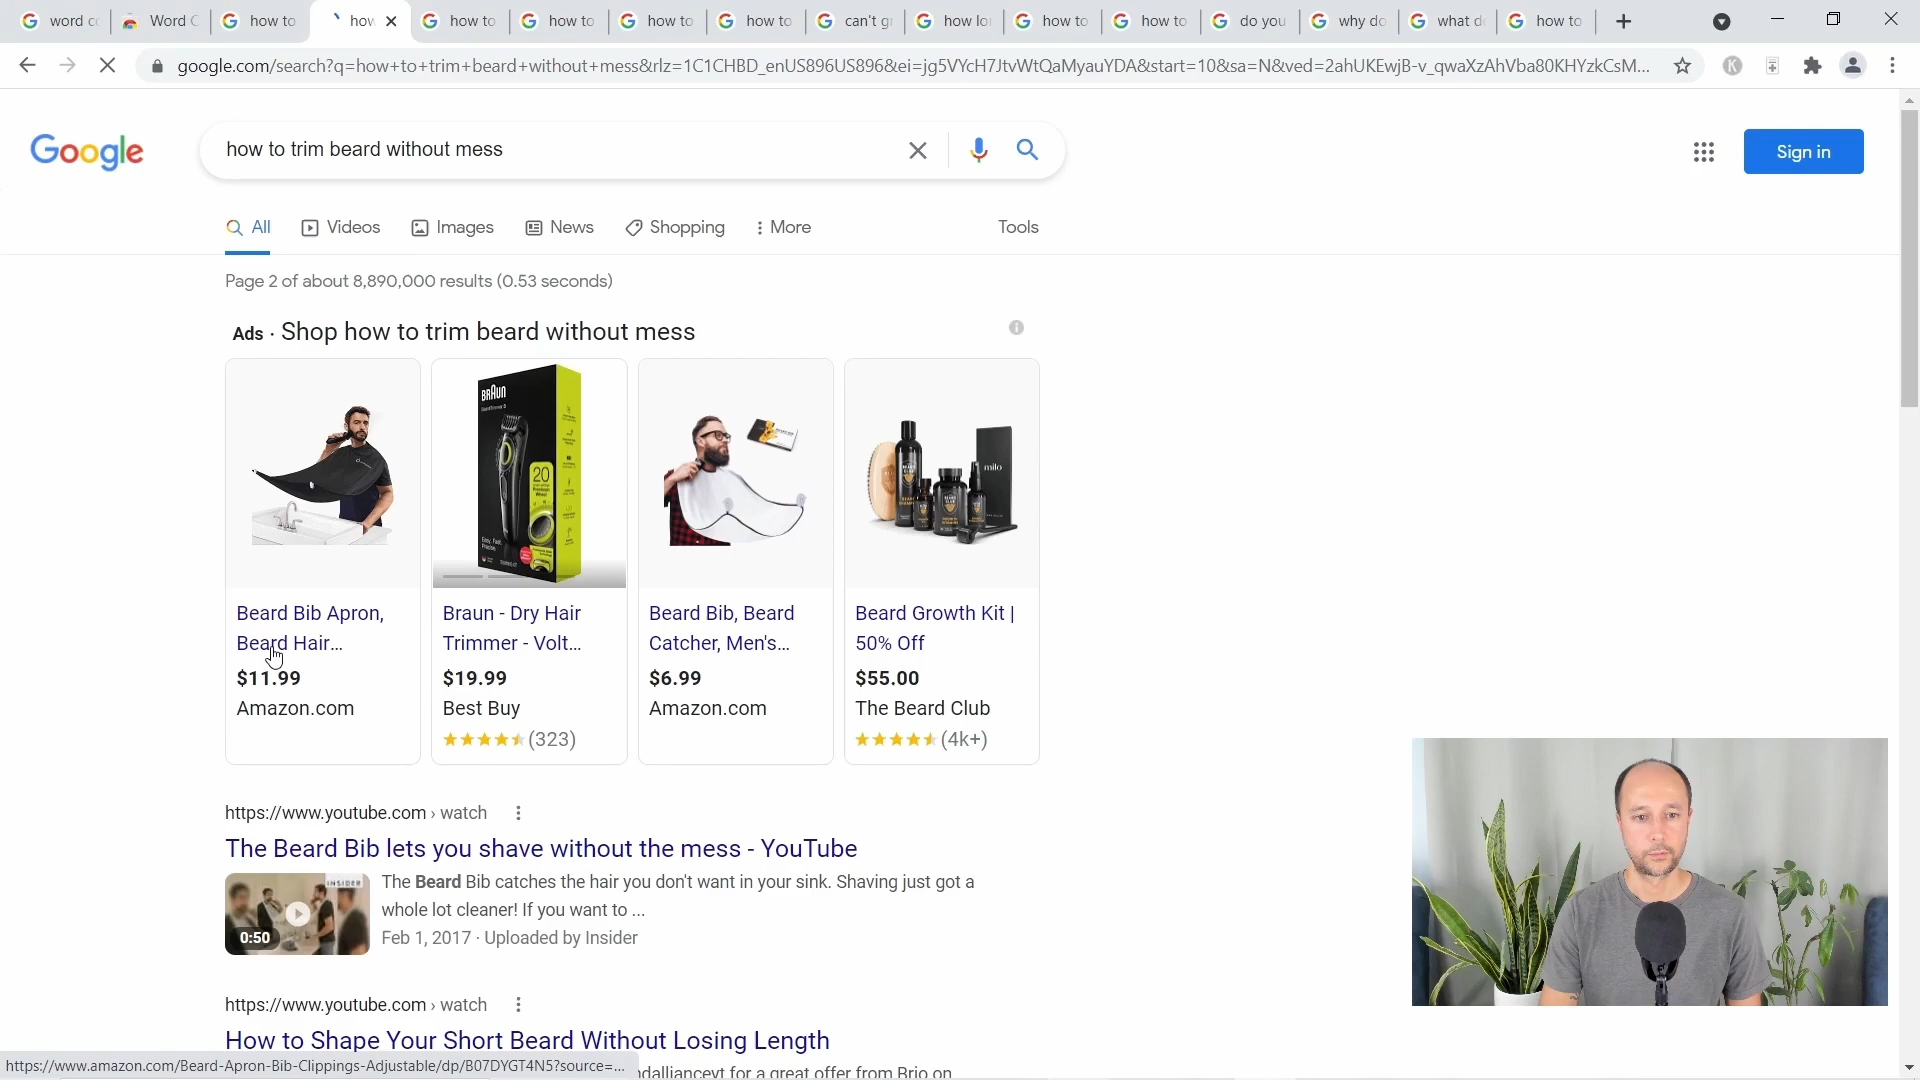 word c
Word C
how to
how
how to
how to
how to
how to
can't g
how lo
how to
how to
do you
why do
what d
how to
google.com/search?q=how+to+trim+beard+without+mess&rlz=1C1CHBD_enUS896US896&ei=jg5VYcH7JtvWtQaMyauYDA&start=10&sa=N&ved=2ahUKEwjB-v_qwaXzAhVba80KHYzkCsM...
K
Google
how to trim beard without mess
Sign in
All
Videos
Images
News
Shopping
More
Tools
Page 2 of about 8,890,000 results (0.53 seconds)
Ads · Shop how to trim beard without mess
BRAUN
20
milo
Beard Bib Apron,
Beard Hair...
$11.99
Amazon.com
Braun - Dry Hair
Trimmer - Volt...
$19.99
Best Buy
(323)
Beard Bib, Beard
Catcher, Men's...
$6.99
Amazon.com
Beard Growth Kit |
50% Off
$55.00
The Beard Club
(4k+)
https://www.youtube.com › watch
The Beard Bib lets you shave without the mess - YouTube
INSIDER
0:50
The Beard Bib catches the hair you don't want in your sink. Shaving just got a
whole lot cleaner! If you want to ...
Feb 1, 2017 · Uploaded by Insider
https://www.youtube.com › watch
How to Shape Your Short Beard Without Losing Length
https://www.amazon.com/Beard-Apron-Bib-Clippings-Adjustable/dp/B07DYGT4N5?source=...
for a great offer from Brio on